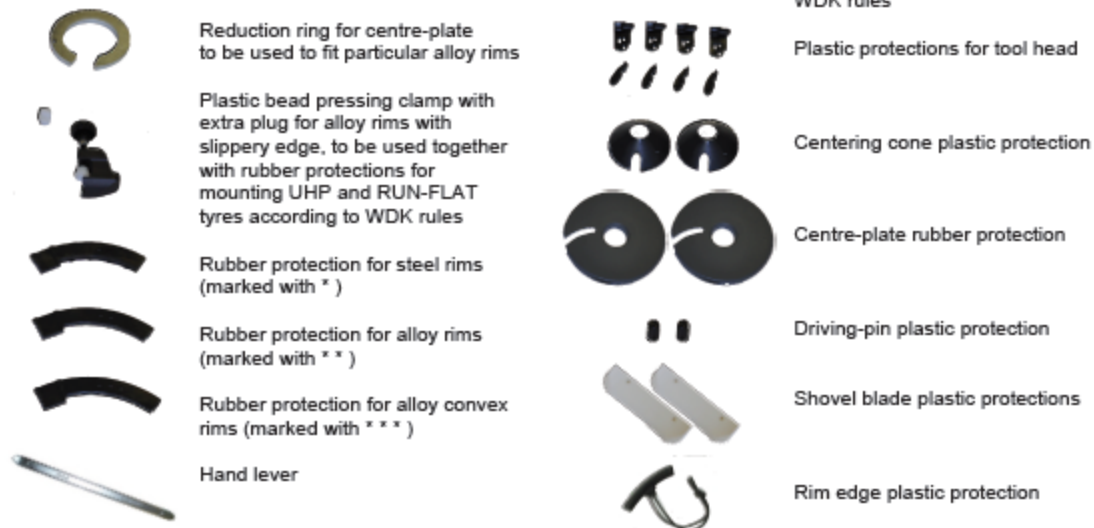 Reduction ring for centre-plate
to be used to fit particular alloy rims
Plastic bead pressing clamp with
extra plug for alloy rims with
slippery edge, to be used together
with rubber protections for
mounting UHP and RUN-FLAT
tyres according to WDK rules
Rubber protection for steel rims
(marked with * )
Rubber protection for alloy rims
(marked with * * )
Rubber protection for alloy convex
rims (marked with * * * )
Hand lever
WDK rules
Plastic protections for tool head
Centering cone plastic protection
Centre-plate rubber protection
Driving-pin plastic protection
Shovel blade plastic protections
Rim edge plastic protection